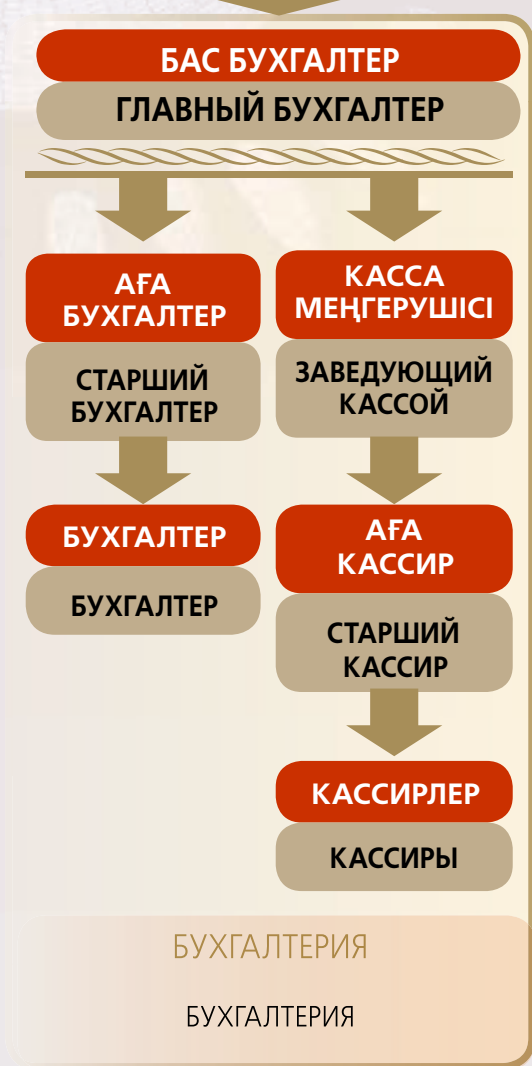 БАС БУХГАЛТЕР
ГЛАВНЫЙ БУХГАЛТЕР
АҒА
БУХГАЛТЕР
СТАРШИЙ
БУХГАЛТЕР
БУХГАЛТЕР
БУХГАЛТЕР
КАССА
МЕҢГЕРУШІСІ
ЗАВЕДУЮЩИЙ
КАССОЙ
АҒА
КАССИР
СТАРШИЙ
КАССИР
КАССИРЛЕР
КАССИРЫ
БУХГАЛТЕРИЯ
БУХГАЛТЕРИЯ